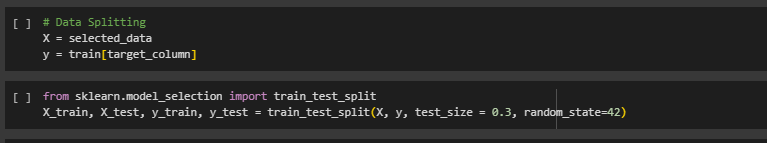 [ ] # Data Splitting
X = selected_data
y = train[target_column]
[ ] from sklearn.model_selection import train_test_split
X_train, X_test, y_train, y_test = train_test_split(X, y, test_size = 0.3, random_state=42)